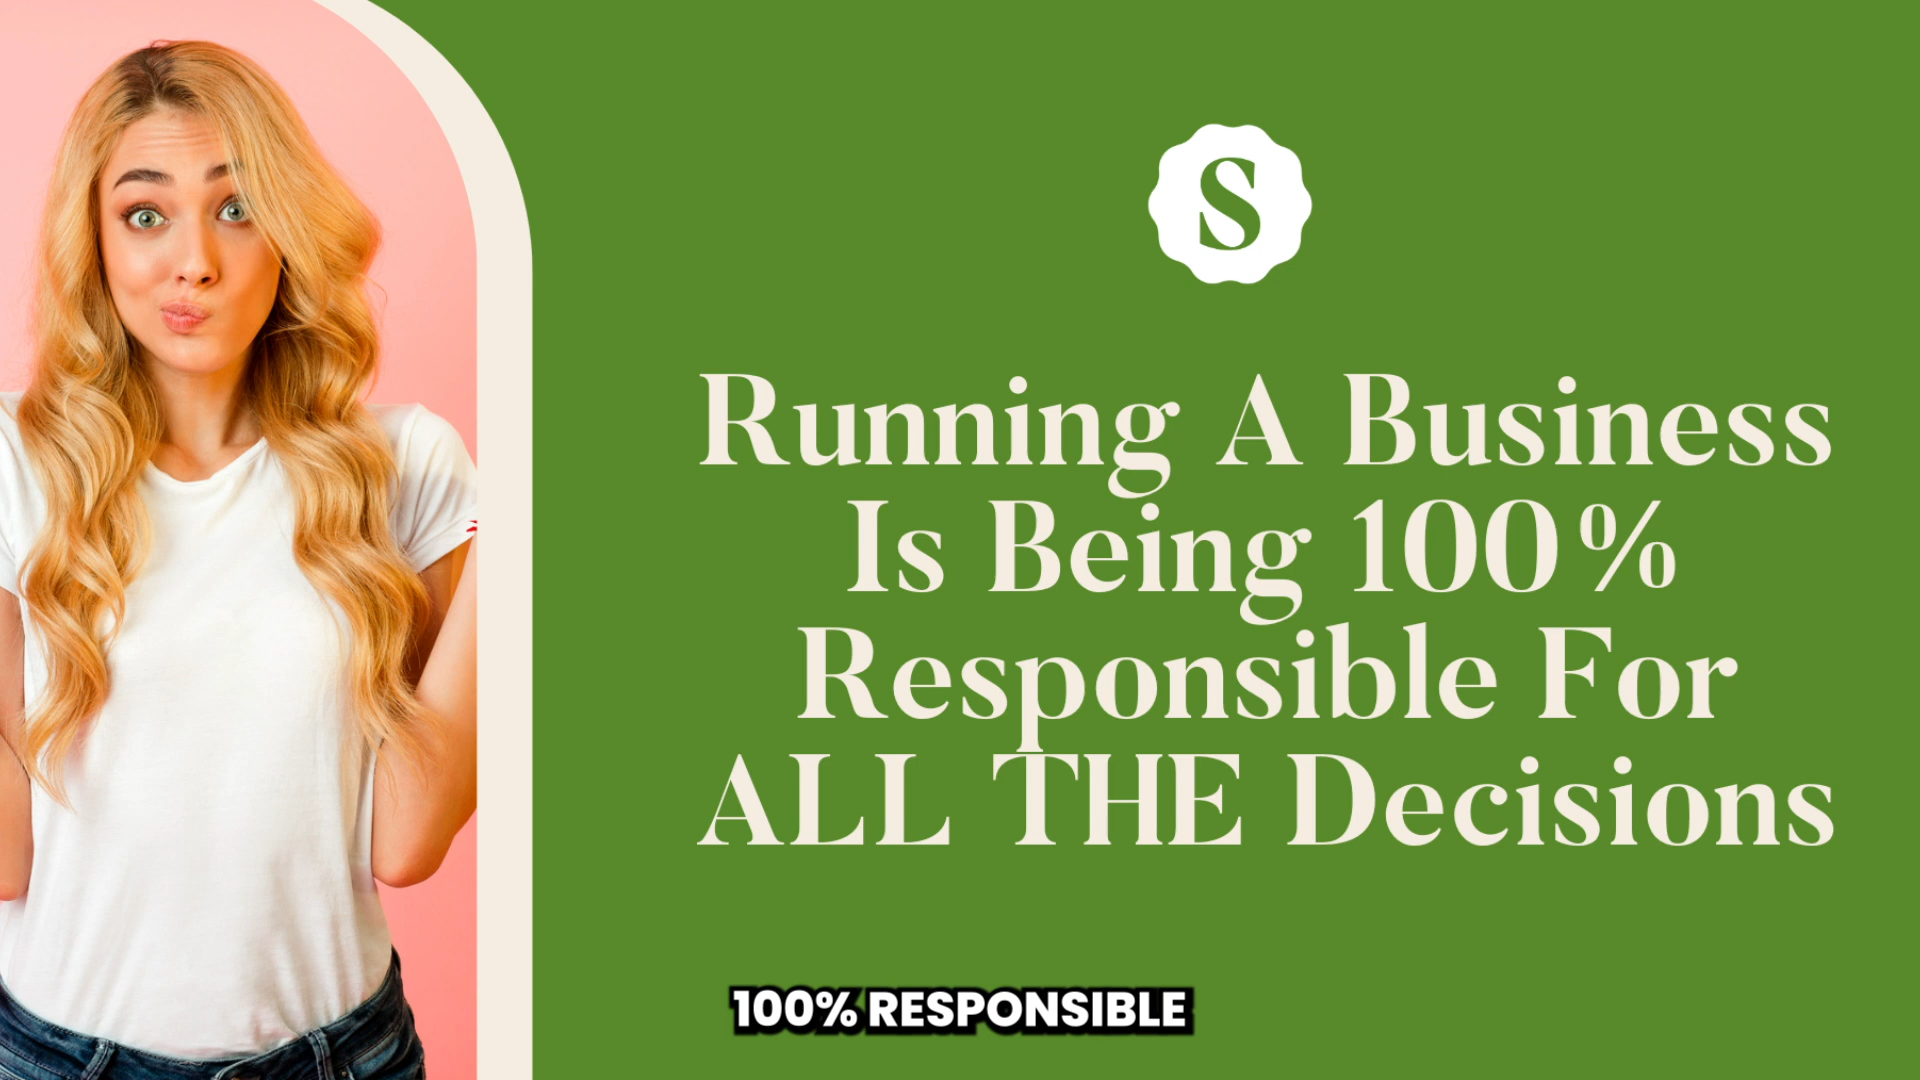 S
Running A Business
Is Being 100%
Responsible For
ALL THE Decisions
100% RESPONSIBLE